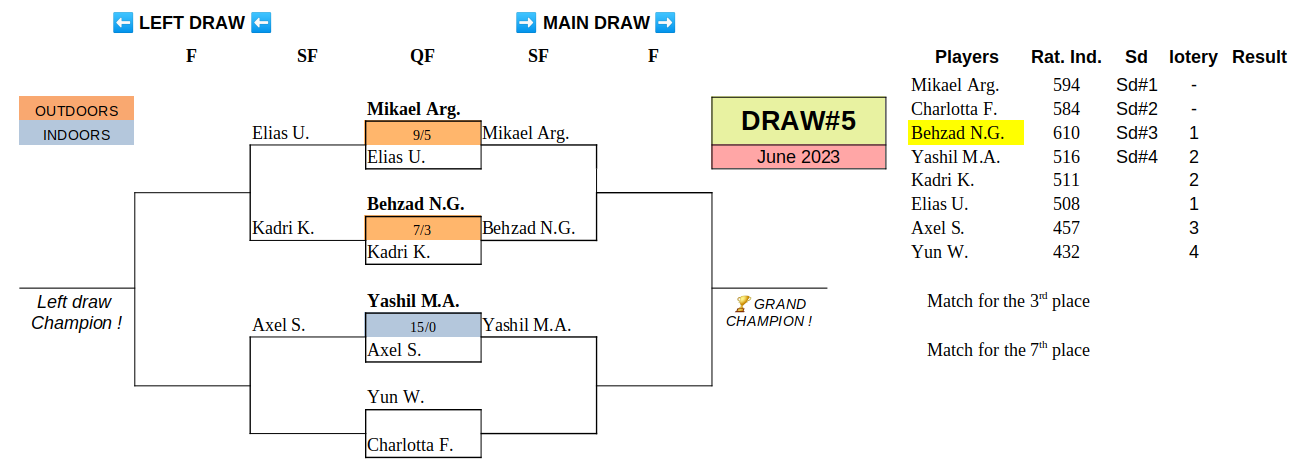 ⬅ LEFT DRAW ⬅
➡ MAIN DRAW ➡
F SF QF SF F
OUTDOORS
INDOORS
Mikael Arg.
Elias U. 9/5 Mikael Arg.
Elias U.
Behzad N.G.
Kadri K. 7/3 Behzad N.G.
Kadri K.
Left draw
Champion !
Yashil M.A.
Axel S. 15/0 Yashil M.A.
Axel S.
Yun W.
Charlotta F.
DRAW#5
June 2023
🏆 GRAND
CHAMPION !
Players Rat. Ind. Sd lotery Result
Mikael Arg. 594 Sd#1 -
Charlotta F. 584 Sd#2 -
Behzad N.G. 610 Sd#3 1
Yashil M.A. 516 Sd#4 2
Kadri K. 511 2
Elias U. 508 1
Axel S. 457 3
Yun W. 432 4
Match for the 3rd place
Match for the 7th place